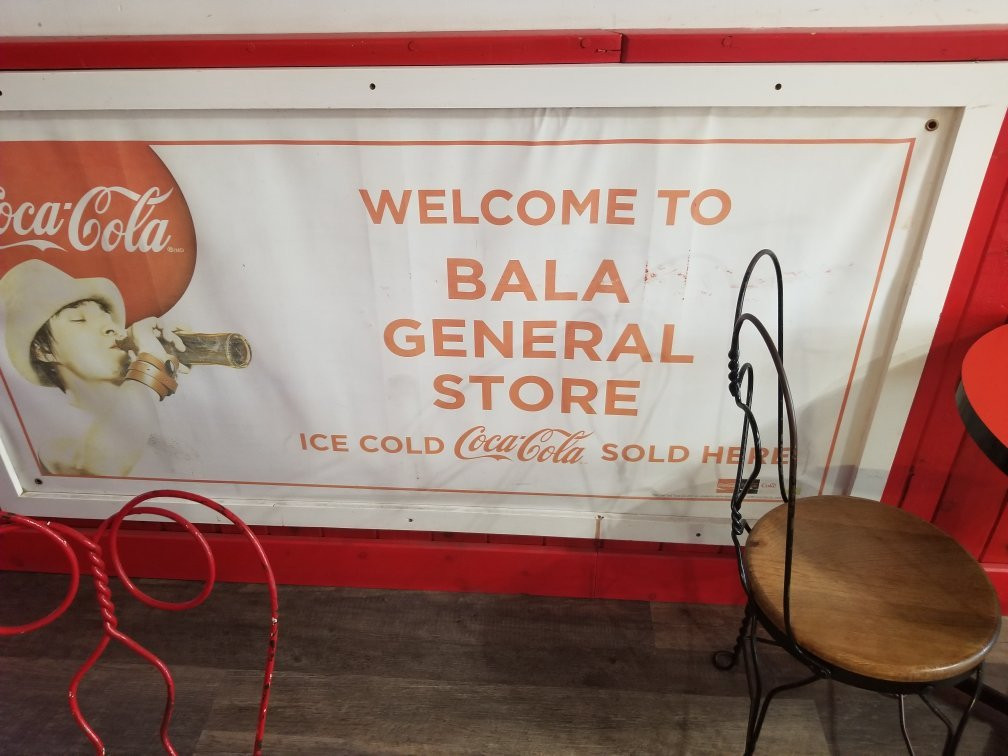 Coca-Cola
WELCOME TO
BALA
GENERAL
STORE
ICE COLD Coca-Cola SOLD HERE